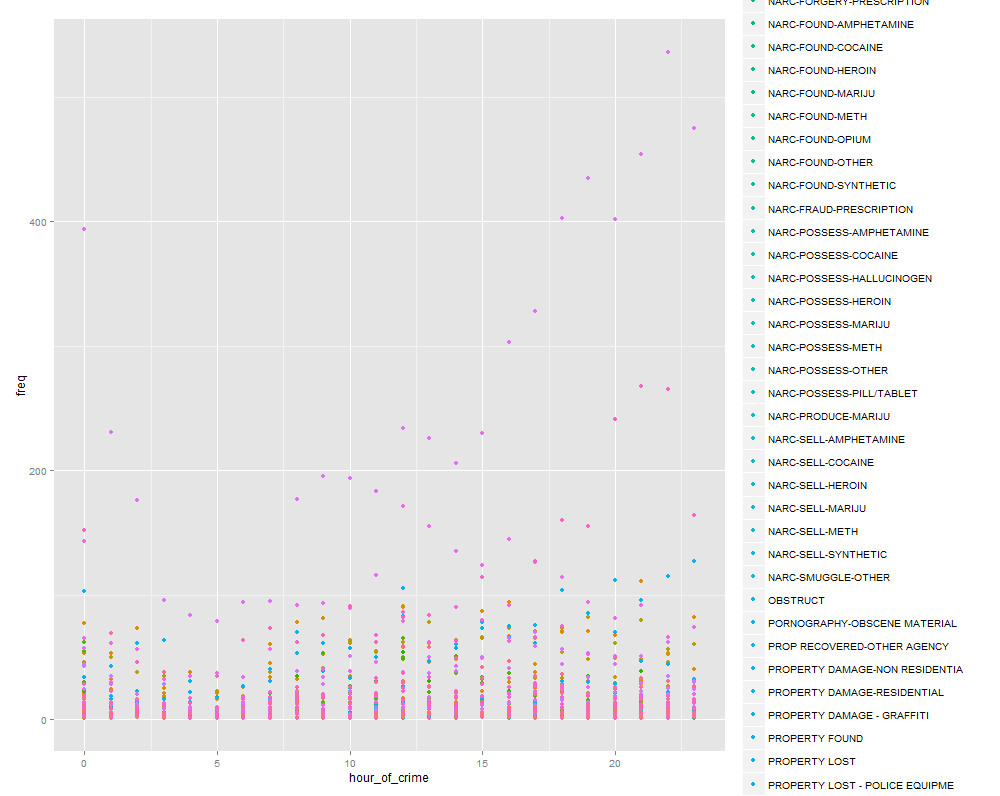 NARC-FORGERY-PRESCRIPTION
NARC-FOUND-AMPHETAMINE
NARC-FOUND-COCAINE
NARC-FOUND-HEROIN
NARC-FOUND-MARIJU
NARC-FOUND-METH
NARC-FOUND-OPIUM
NARC-FOUND-OTHER
NARC-FOUND-SYNTHETIC
NARC-FRAUD-PRESCRIPTION
NARC-POSSESS-AMPHETAMINE
NARC-POSSESS-COCAINE
NARC-POSSESS-HALLUCINOGEN
NARC-POSSESS-HEROIN
NARC-POSSESS-MARIJU
NARC-POSSESS-METH
NARC-POSSESS-OTHER
NARC-POSSESS-PILL/TABLET
NARC-PRODUCE-MARIJU
NARC-SELL-AMPHETAMINE
NARC-SELL-COCAINE
NARC-SELL-HEROIN
NARC-SELL-MARIJU
NARC-SELL-METH
NARC-SELL-SYNTHETIC
NARC-SMUGGLE-OTHER
OBSTRUCT
PORNOGRAPHY-OBSCENE MATERIAL
PROP RECOVERED-OTHER AGENCY
PROPERTY DAMAGE-NON RESIDENTIA
PROPERTY DAMAGE-RESIDENTIAL
PROPERTY DAMAGE - GRAFFITI
PROPERTY FOUND
PROPERTY LOST
PROPERTY LOST - POLICE EQUIPME
400
200
0
freq
0 5 10 15 20
hour_of_crime